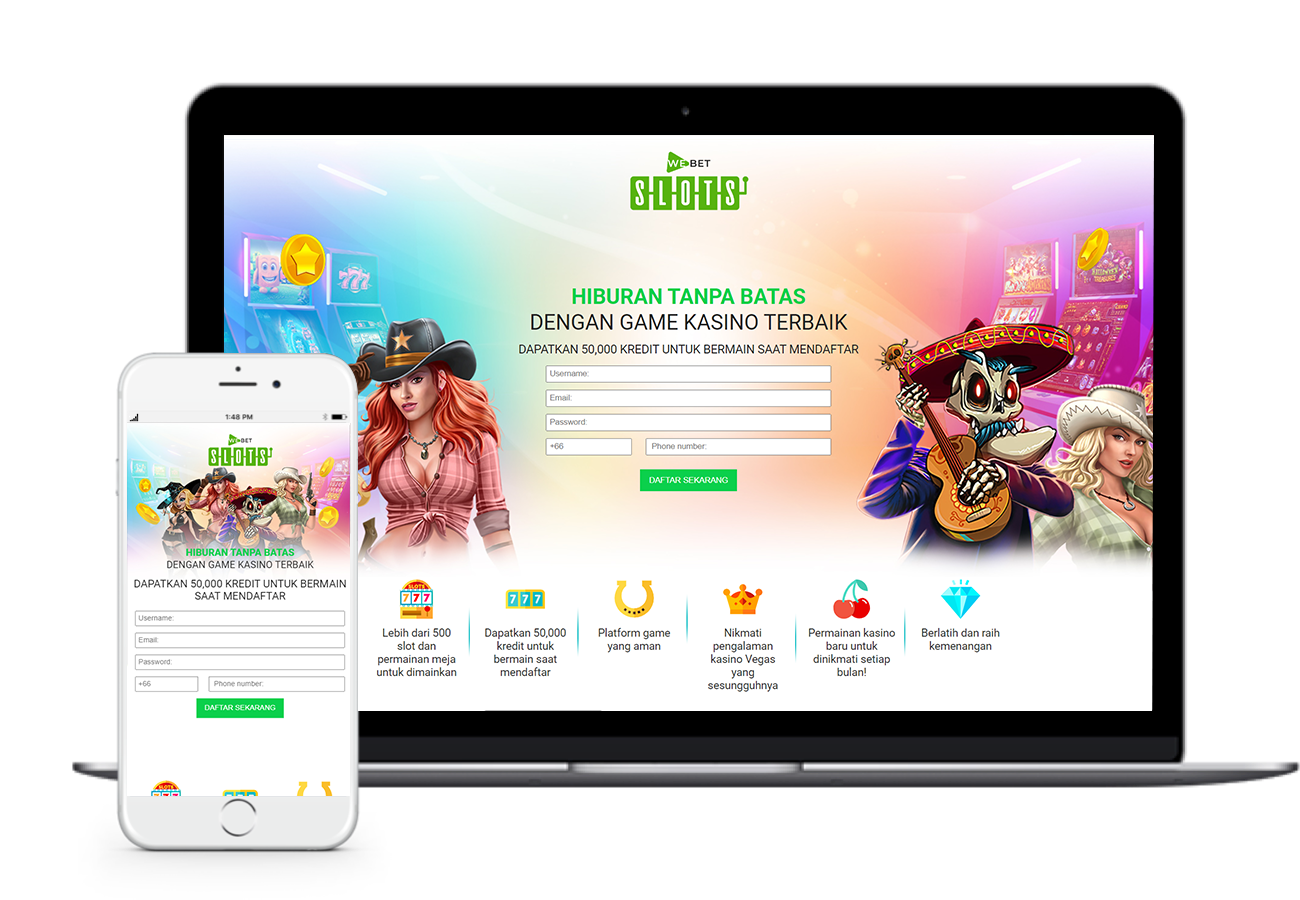 WE BET
SLOTS
777
HIBURAN TANPA BATAS
DENGAN GAME KASINO TERBAIK
DAPATKAN 50,000 KREDIT UNTUK BERMAIN SAAT MENDAFTAR
Username:
Email:
Password:
+66 Phone number:
DAFTAR SEKARANG
SLOTS
777
777
Lebih dari 500
slot dan
permainan meja
untuk dimainkan
Dapatkan 50,000
kredit untuk
bermain saat
mendaftar
Platform game
yang aman
Nikmati
pengalaman
kasino Vegas
yang
sesungguhnya
Permainan kasino
baru untuk
dinikmati setiap
bulan!
Berlatih dan raih
kemenangan
1:48 PM
WE BET
SLOTS
HIBURAN TANPA BATAS
DENGAN GAME KASINO TERBAIK
DAPATKAN 50,000 KREDIT UNTUK BERMAIN
SAAT MENDAFTAR
Username:
Email:
Password:
+66 Phone number:
DAFTAR SEKARANG
SLOTS